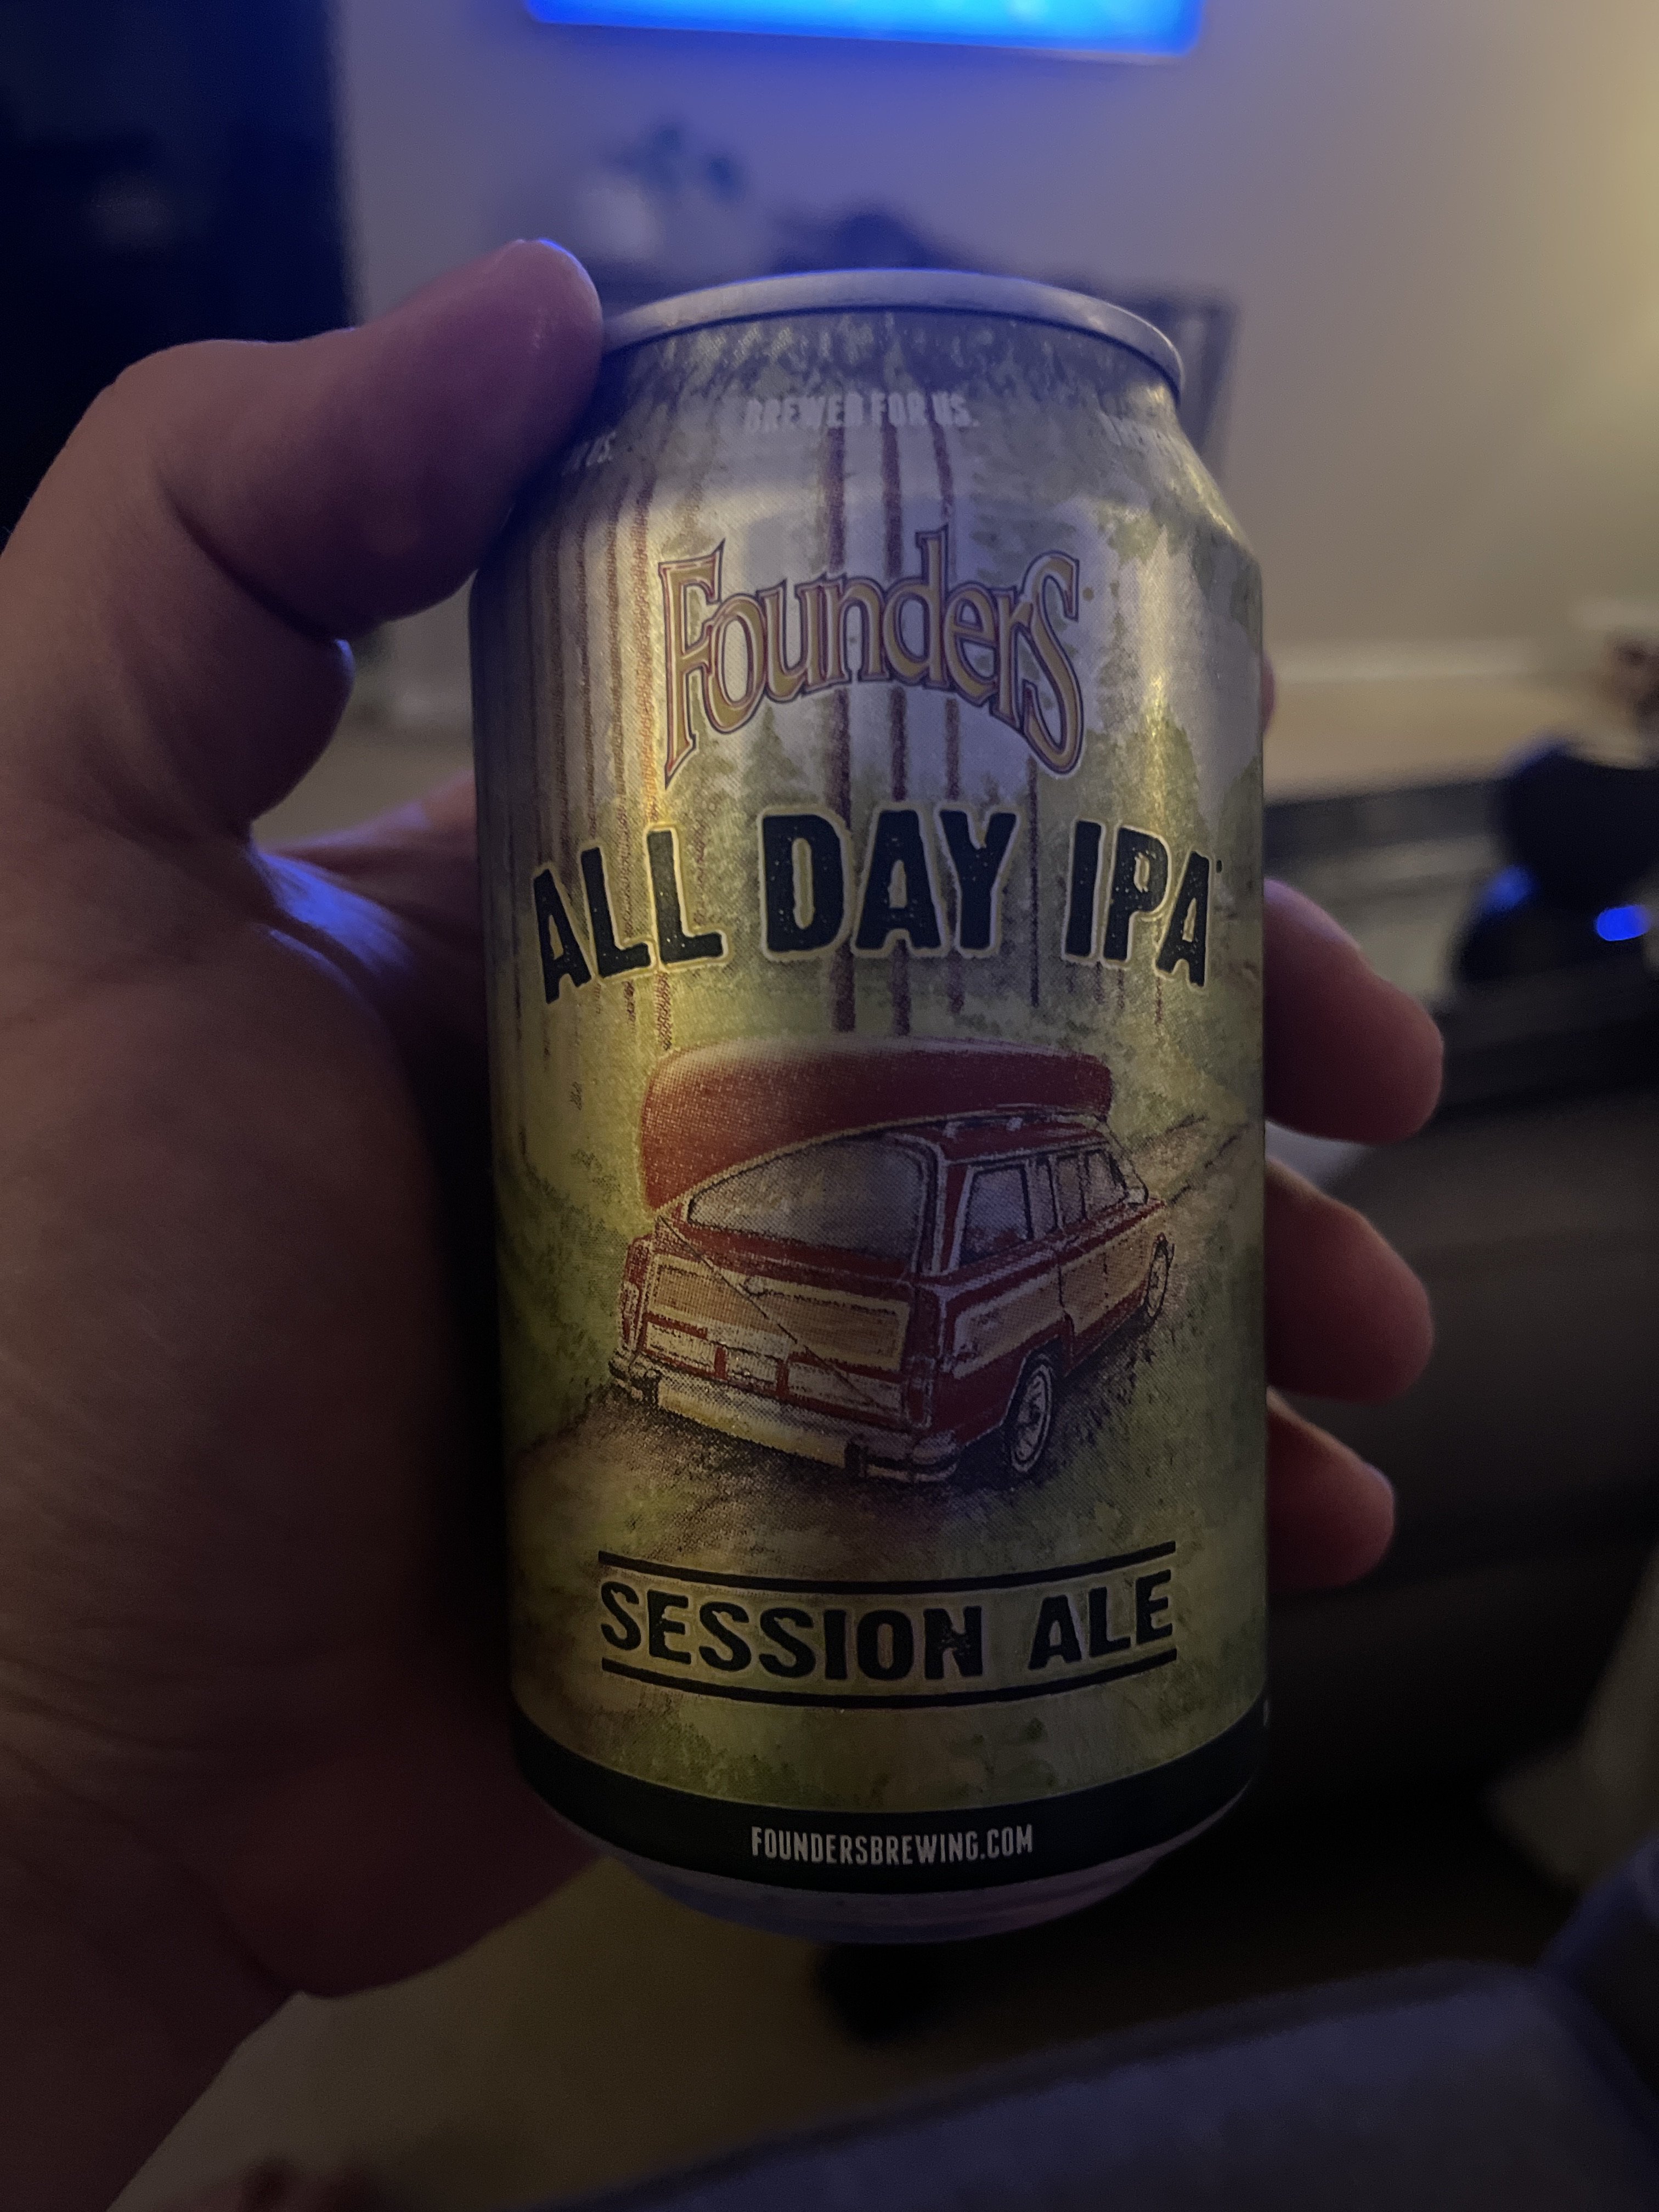 BREWED FOR US.
Founders
ALL DAY IPA
SESSION ALE
FOUNDERSBREWING.COM